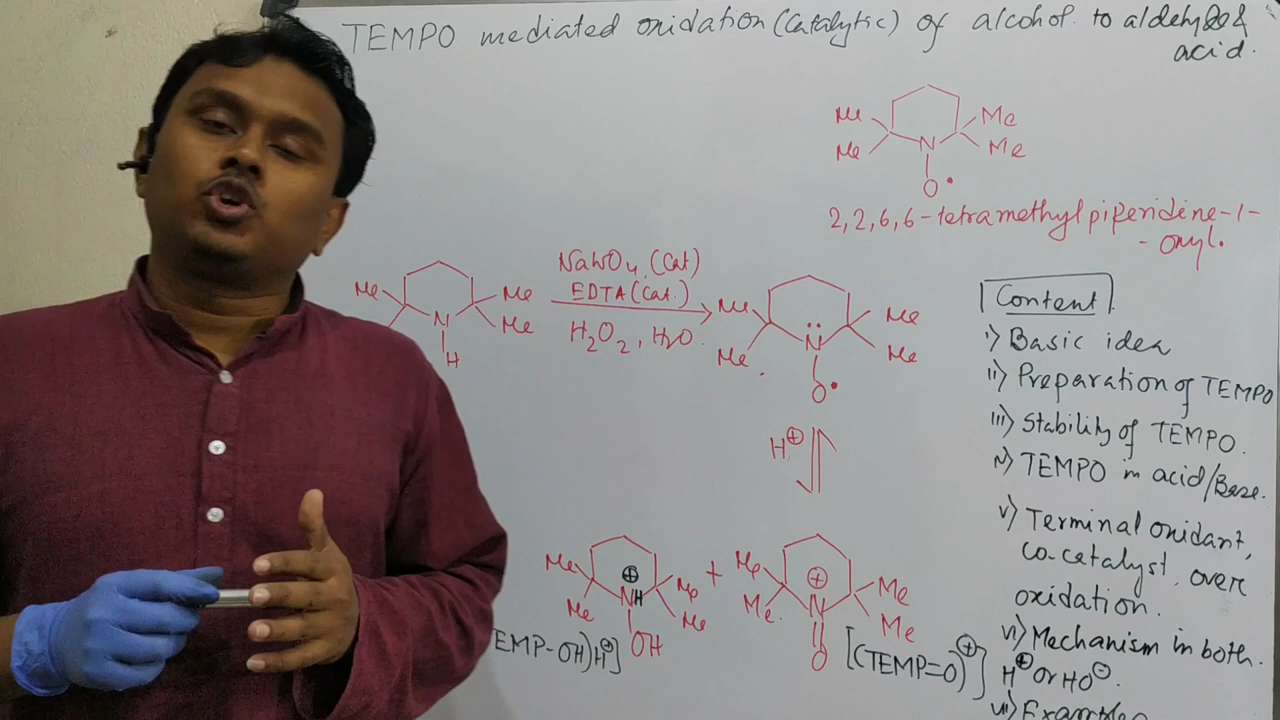 TEMPO mediated oxidation (Catalytic) of alcohol to aldehyde &
acid.
Me Me
Me N Me
O•
2,2,6,6-tetramethylpiperidine-1-
-oxyl.
Me Me
N Me
H
NaWO4 (Cat)
EDTA (Cat.)
H2O2, H2O.
Me Me
Me N̈ Me
O•
H⊕
Me ⊕ Me
Me NH Me
OH
EMP-OH)H⊕]
+
Me ⊕ Me
Me N Me
O
[(TEMP=O)⊕]
Content
i) Basic idea
ii) Preparation of TEMPO
iii) Stability of TEMPO.
iv) TEMPO in acid/Base.
v) Terminal oxidant,
co-catalyst, over
oxidation.
vi) Mechanism in both.
H⊕ or HO⊖.
vii) Examples